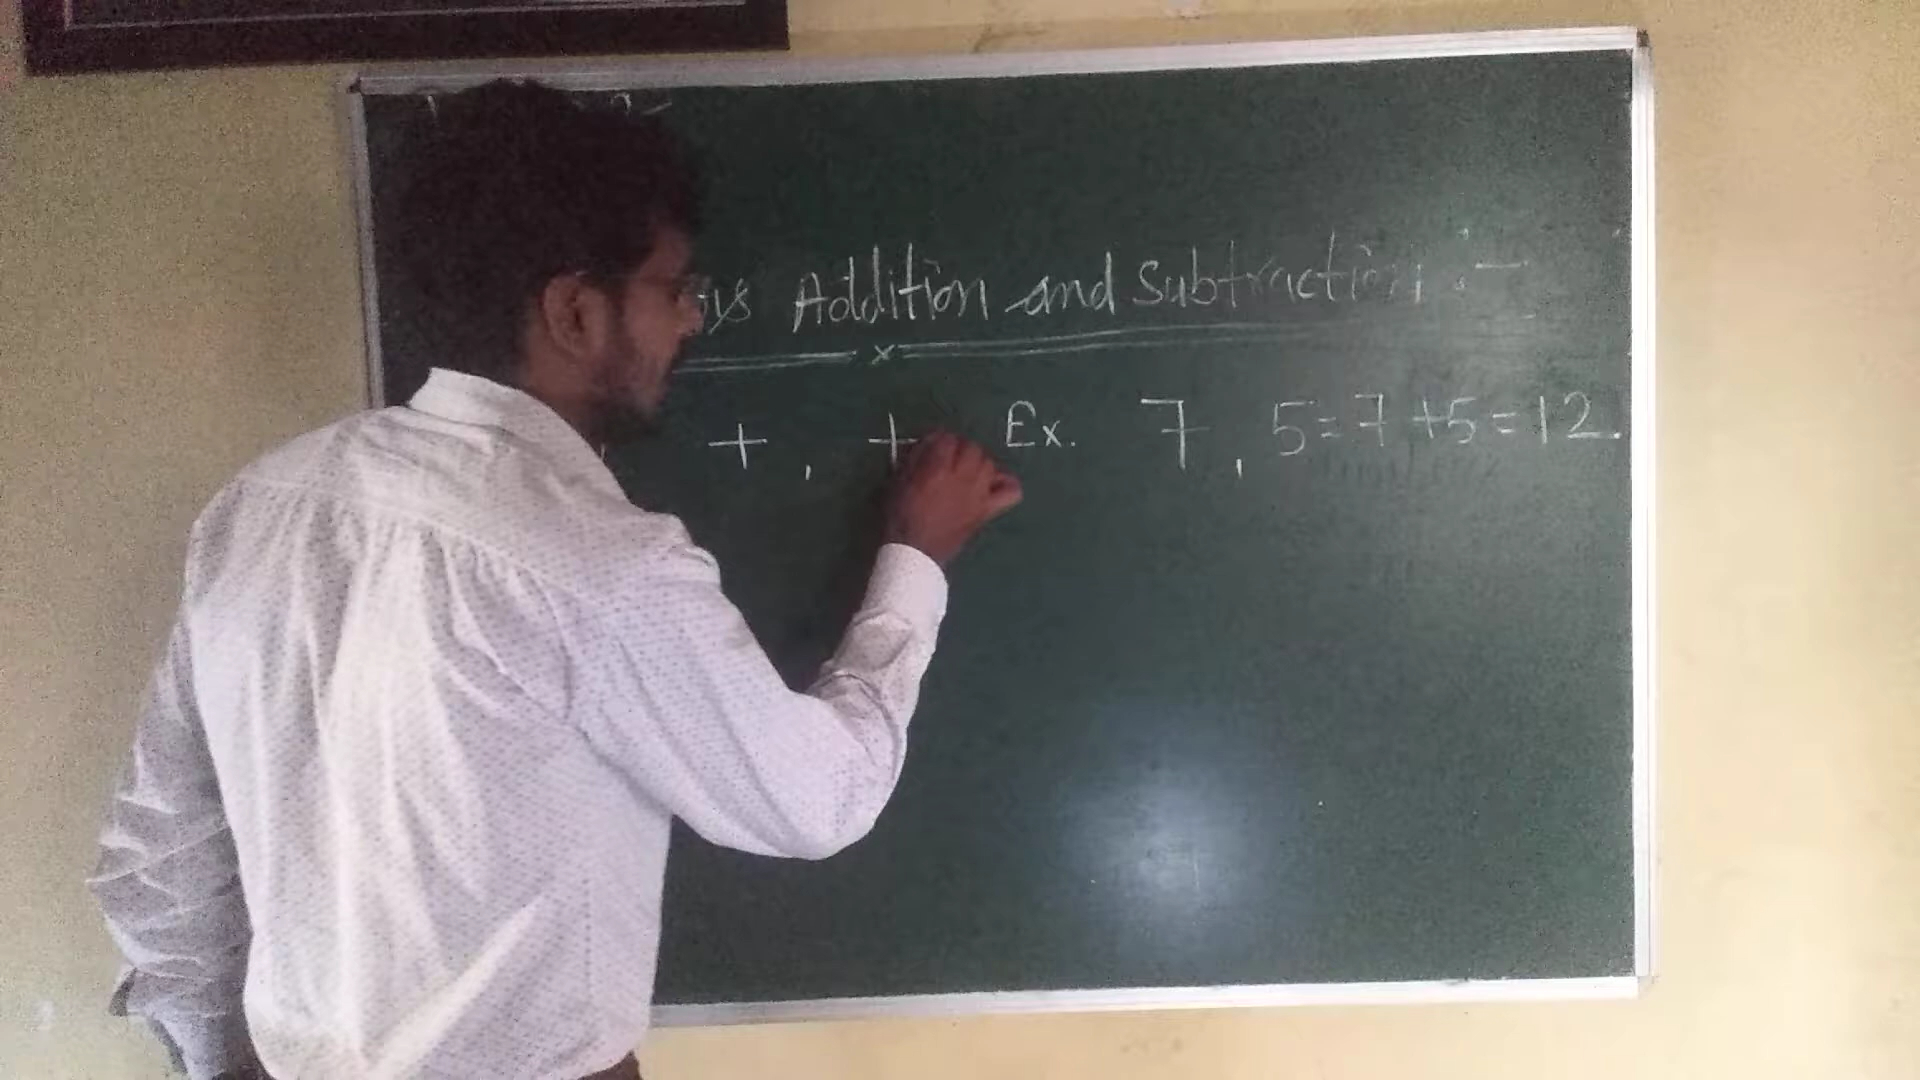 Addition and Subtraction :-
+ , + Ex. 7 , 5 = 7 + 5 = 12